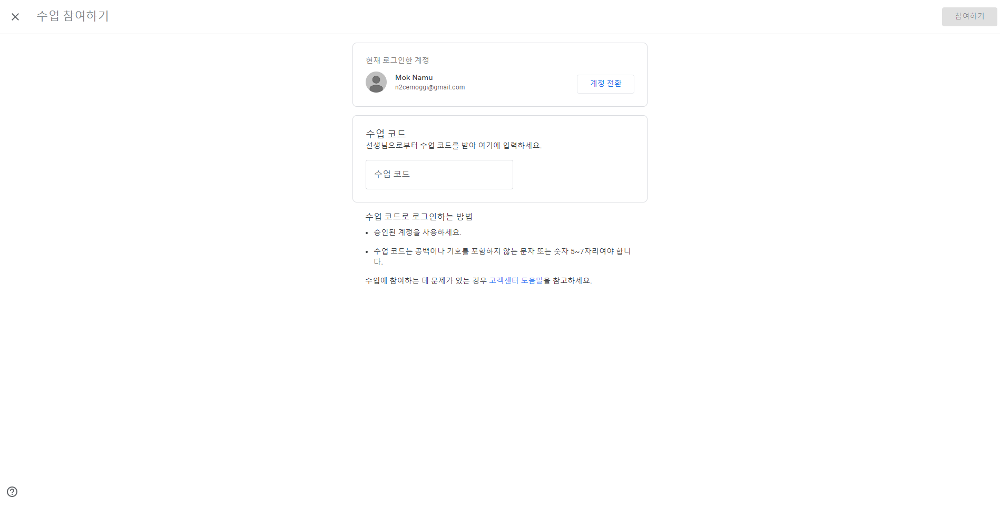 수업 참여하기
참여하기
현재 로그인한 계정
Mok Namu
n2cemoggi@gmail.com
계정 전환
수업 코드
선생님으로부터 수업 코드를 받아 여기에 입력하세요.
수업 코드
수업 코드로 로그인하는 방법
• 승인된 계정을 사용하세요.
• 수업 코드는 공백이나 기호를 포함하지 않는 문자 또는 숫자 5~7자리여야 합니
다.
수업에 참여하는 데 문제가 있는 경우 고객센터 도움말을 참고하세요.